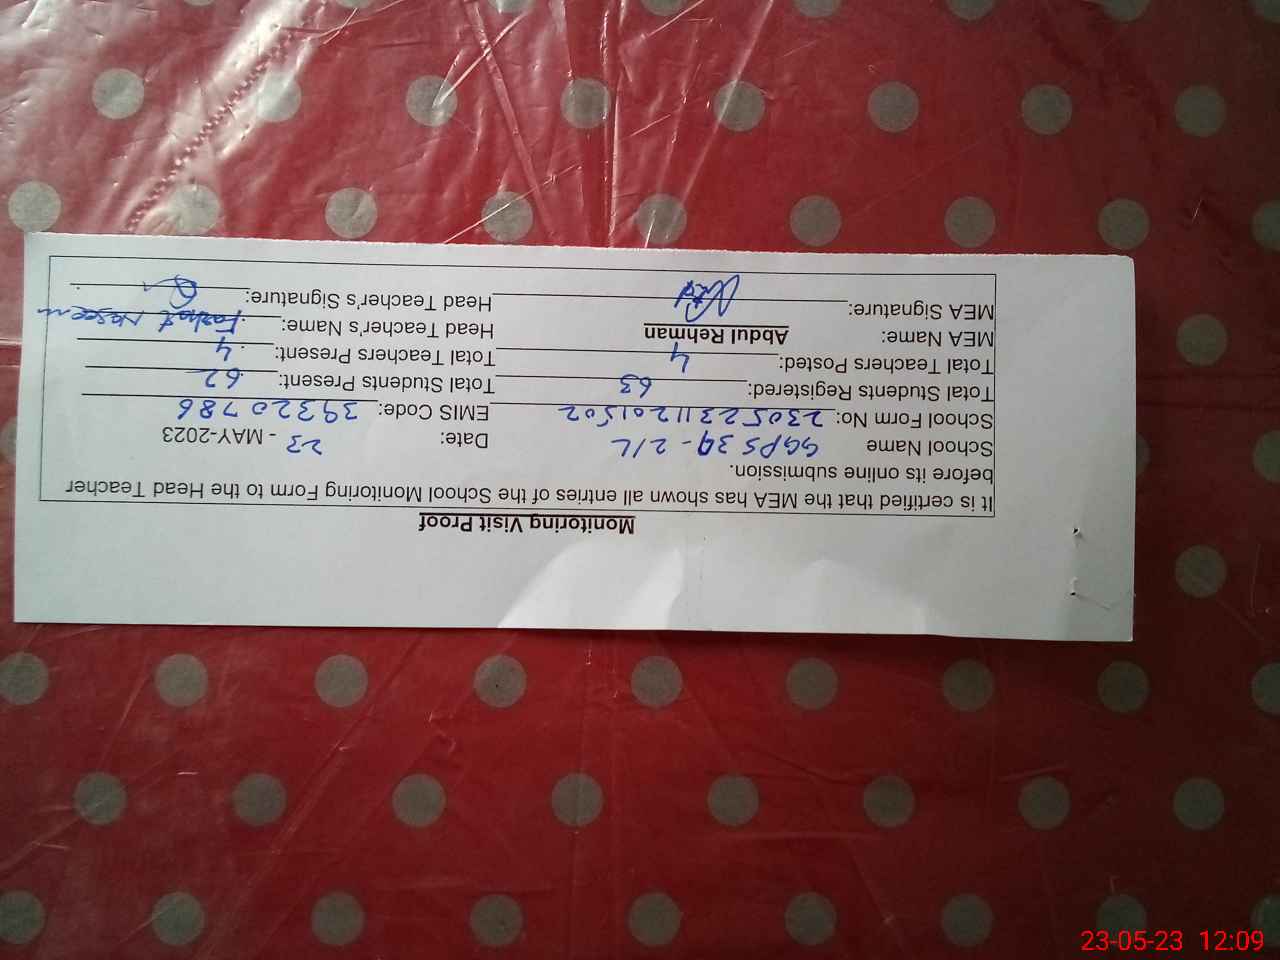 Monitoring Visit Proof
It is certified that the MEA has shown all entries of the School Monitoring Form to the Head Teacher
before its online submission.
School Name GGPS 39-2/L Date: 23 - MAY-2023
School Form No: 230523111201502 EMIS Code: 39320786
Total Students Registered: 63 Total Students Present: 62
Total Teachers Posted: 4 Total Teachers Present: 4
MEA Name: Abdul Rehman Head Teacher's Name: Farhat Naseem
MEA Signature: Head Teacher's Signature:
23-05-23 12:09